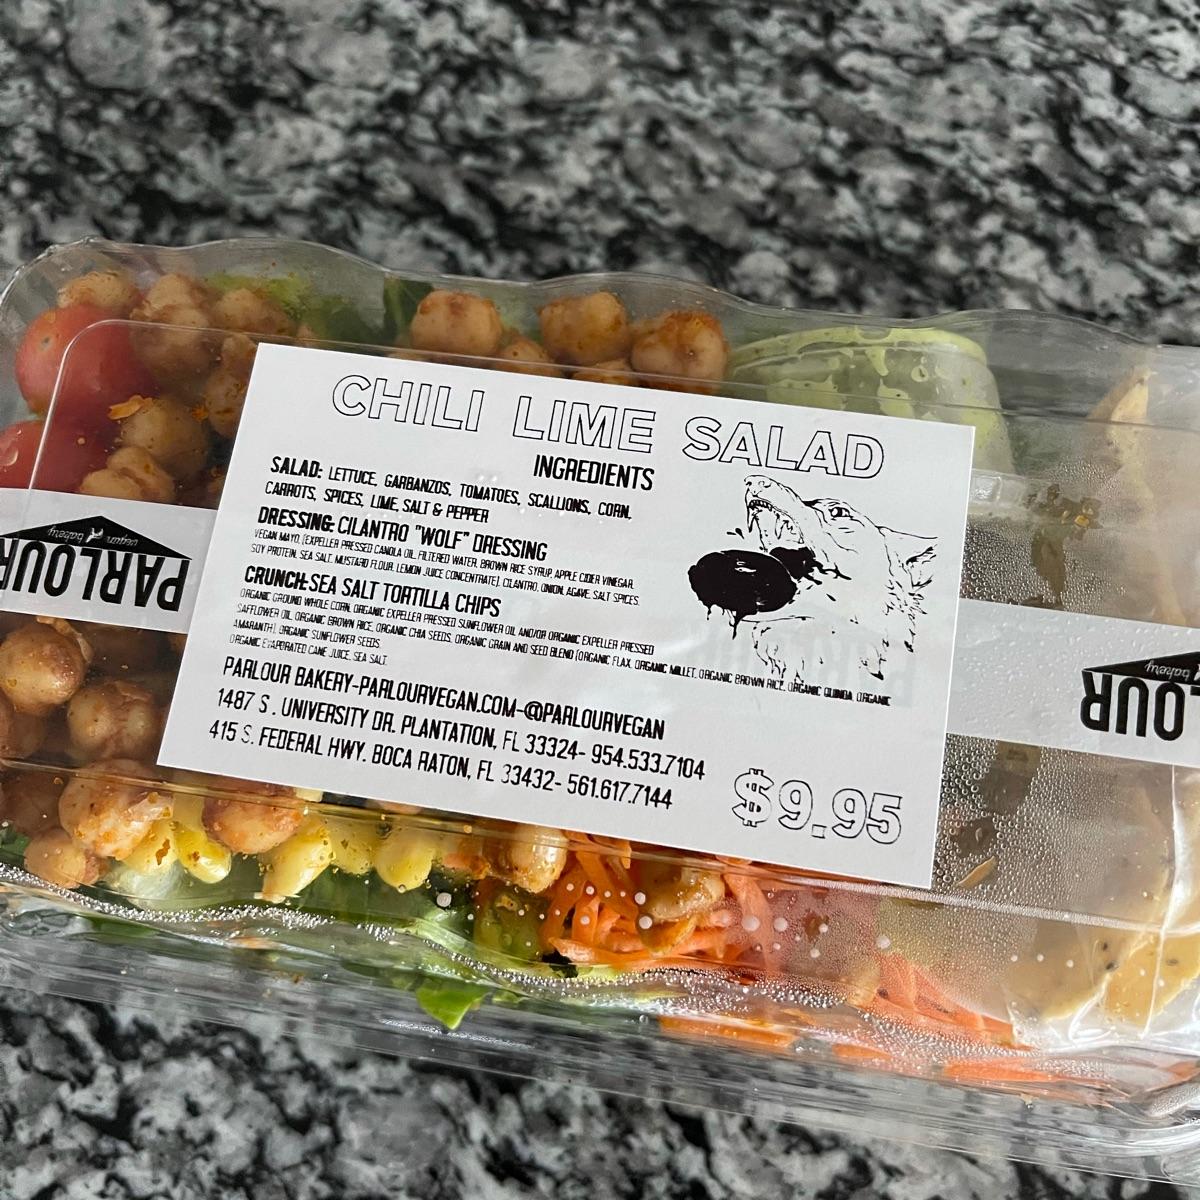 CHILI LIME SALAD
INGREDIENTS
SALAD: LETTUCE, GARBANZOS, TOMATOES, SCALLIONS, CORN,
CARROTS, SPICES, LIME, SALT & PEPPER
DRESSING: CILANTRO "WOLF" DRESSING
VEGAN MAYO, (EXPELLER PRESSED CANOLA OIL, FILTERED WATER, BROWN RICE SYRUP, APPLE CIDER VINEGAR,
SOY PROTEIN, SEA SALT, MUSTARD FLOUR, LEMON JUICE CONCENTRATE), CILANTRO, ONION, AGAVE, SALT SPICES.
CRUNCH:SEA SALT TORTILLA CHIPS
ORGANIC GROUND WHOLE CORN, ORGANIC EXPELLER PRESSED SUNFLOWER OIL AND/OR ORGANIC EXPELLER PRESSED
SAFFLOWER OIL, ORGANIC BROWN RICE, ORGANIC CHIA SEEDS, ORGANIC GRAIN AND SEED BLEND (ORGANIC FLAX, ORGANIC MILLET, ORGANIC BROWN RICE, ORGANIC QUINOA, ORGANIC
AMARANTH), ORGANIC SUNFLOWER SEEDS,
ORGANIC EVAPORATED CANE JUICE, SEA SALT.
PARLOUR BAKERY-PARLOURVEGAN.COM-@PARLOURVEGAN
1487 S. UNIVERSITY DR. PLANTATION, FL 33324- 954.533.7104
415 S. FEDERAL HWY. BOCA RATON, FL 33432- 561.617.7144
$9.95
PARLOUR
vegan bakery
OUR
bakery